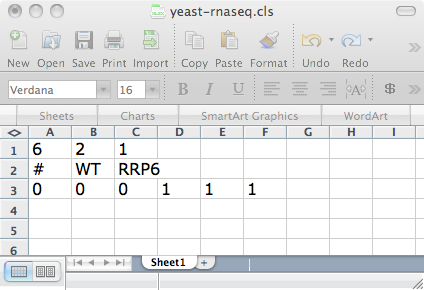 yeast-rnaseq.cls
New Open Save Print Import Copy Paste Format Undo Redo
Verdana 16 B I U A $
Sheets Charts SmartArt Graphics WordArt
A B C D E F G H I
1 6 2 1
2 # WT RRP6
3 0 0 0 1 1 1
4
5
6
Sheet1 +